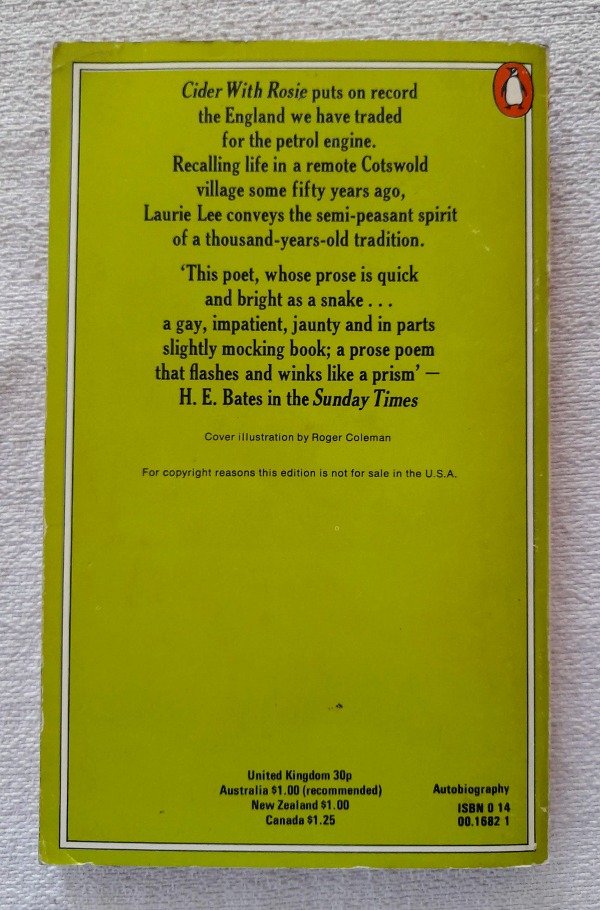 Cider With Rosie puts on record
the England we have traded
for the petrol engine.
Recalling life in a remote Cotswold
village some fifty years ago,
Laurie Lee conveys the semi-peasant spirit
of a thousand-years-old tradition.
‘This poet, whose prose is quick
and bright as a snake . . .
a gay, impatient, jaunty and in parts
slightly mocking book; a prose poem
that flashes and winks like a prism’ –
H. E. Bates in the Sunday Times
Cover illustration by Roger Coleman
For copyright reasons this edition is not for sale in the U.S.A.
United Kingdom 30p
Australia $1.00 (recommended)
New Zealand $1.00
Canada $1.25
Autobiography
ISBN 0 14
00.1682 1